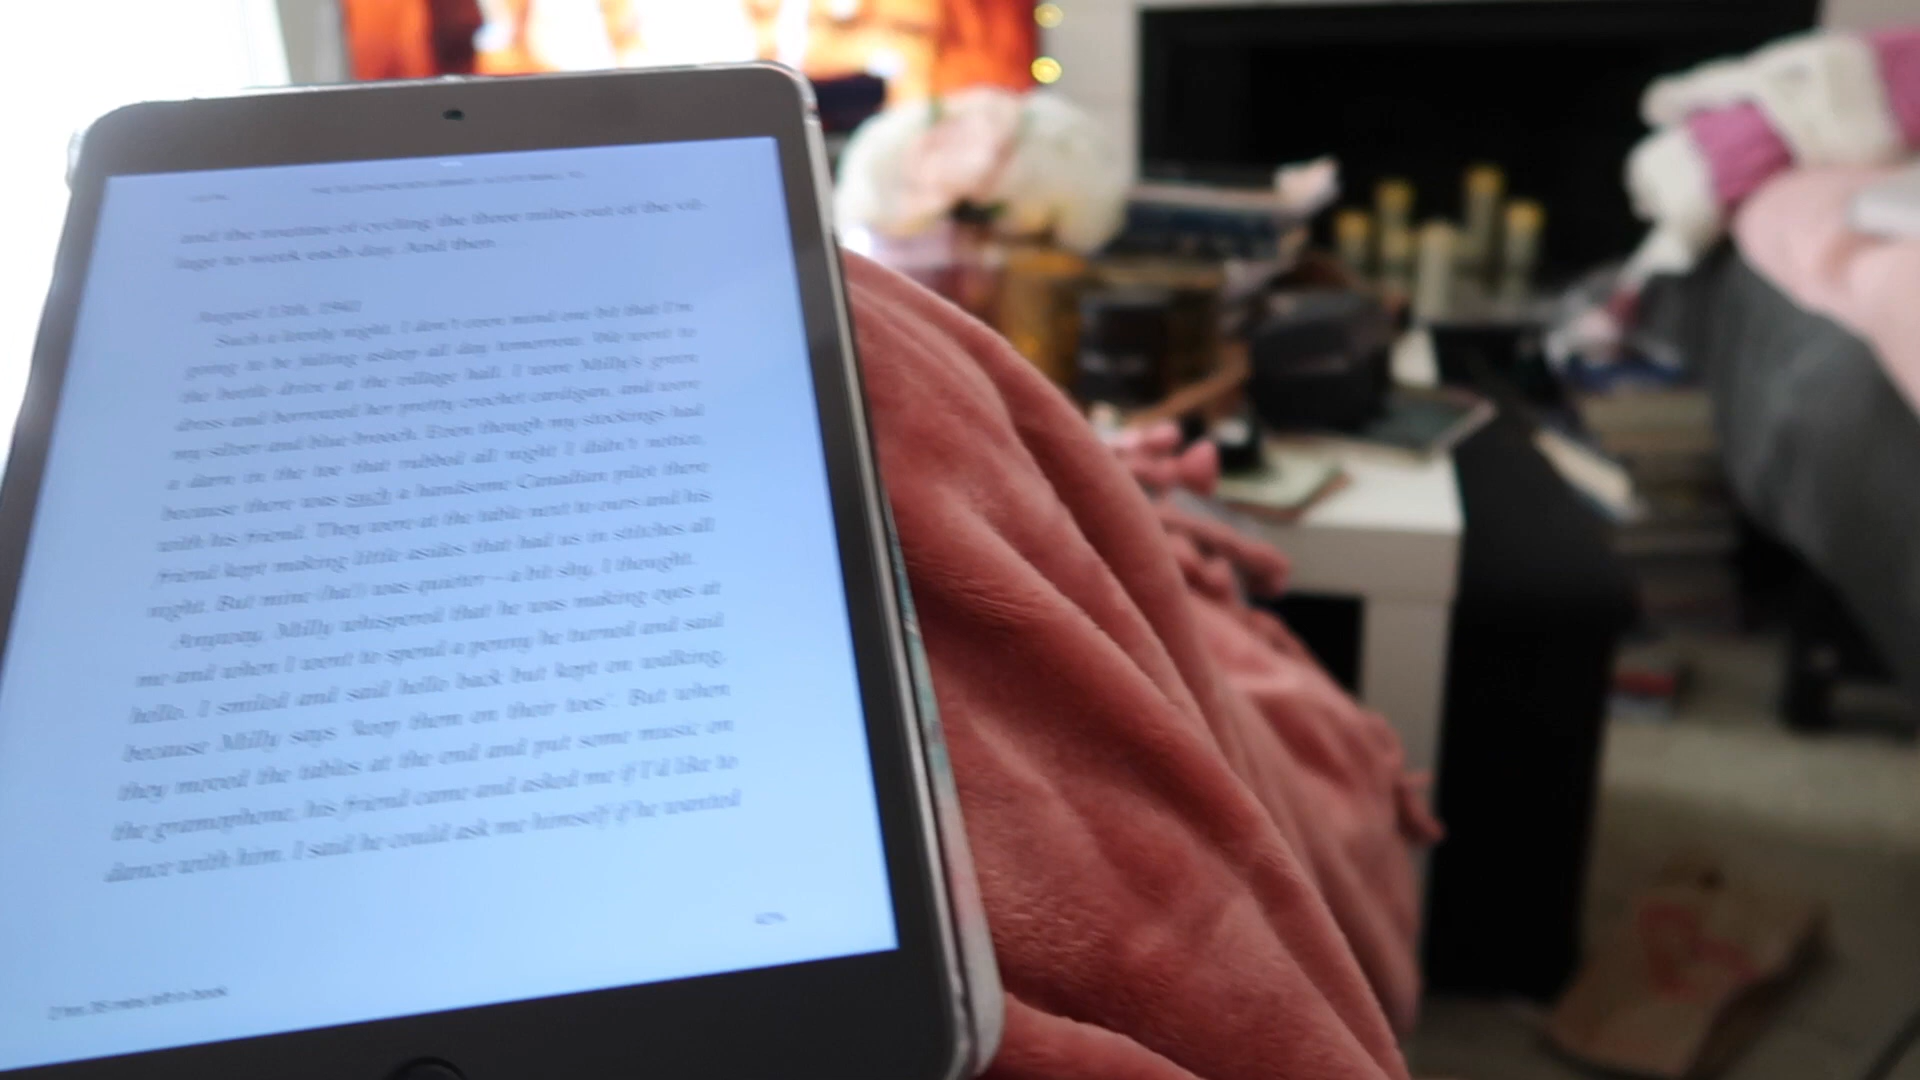 and the routine of cycling the three miles out of the vil-
lage to work each day. And then
August 13th, 1942
Such a lovely night. I don't even mind one bit that I'm
going to be falling asleep all day tomorrow. We went to
the beetle drive at the village hall. I wore Milly's green
dress and borrowed her pretty crochet cardigan, and wore
my silver and blue brooch. Even though my stockings had
a darn in the toe that rubbed all night I didn't notice,
because there was such a handsome Canadian pilot there
with his friend. They were at the table next to ours and his
friend kept making little asides that had us in stitches all
night. But mine (ha!) was quieter – a bit shy, I thought.
Anyway, Milly whispered that he was making eyes at
me and when I went to spend a penny he turned and said
hello. I smiled and said hello back but kept on walking,
because Milly says 'keep them on their toes'. But when
they moved the tables at the end and put some music on
the gramophone, his friend came and asked me if I'd like to
dance with him. I said he could ask me himself if he wanted
left in book